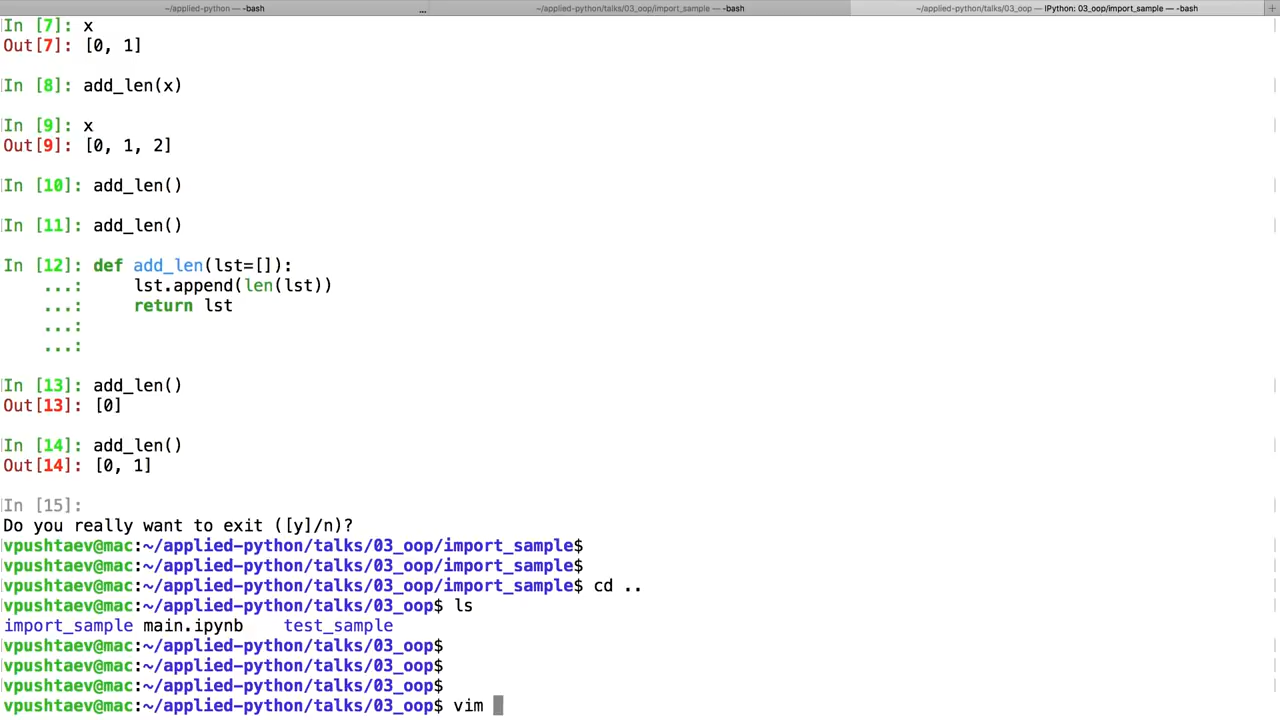 ~/applied-python — -bash
...
~/applied-python/talks/03_oop/import_sample — -bash
~/applied-python/talks/03_oop — IPython: 03_oop/import_sample — -bash
+
In [7]: x
Out[7]: [0, 1]
In [8]: add_len(x)
In [9]: x
Out[9]: [0, 1, 2]
In [10]: add_len()
In [11]: add_len()
In [12]: def add_len(lst=[]):
...:     lst.append(len(lst))
...:     return lst
...:
...:
In [13]: add_len()
Out[13]: [0]
In [14]: add_len()
Out[14]: [0, 1]
In [15]:
Do you really want to exit ([y]/n)?
vpushtaev@mac:~/applied-python/talks/03_oop/import_sample$
vpushtaev@mac:~/applied-python/talks/03_oop/import_sample$
vpushtaev@mac:~/applied-python/talks/03_oop/import_sample$ cd ..
vpushtaev@mac:~/applied-python/talks/03_oop$ ls
import_sample main.ipynb    test_sample
vpushtaev@mac:~/applied-python/talks/03_oop$
vpushtaev@mac:~/applied-python/talks/03_oop$
vpushtaev@mac:~/applied-python/talks/03_oop$
vpushtaev@mac:~/applied-python/talks/03_oop$ vim